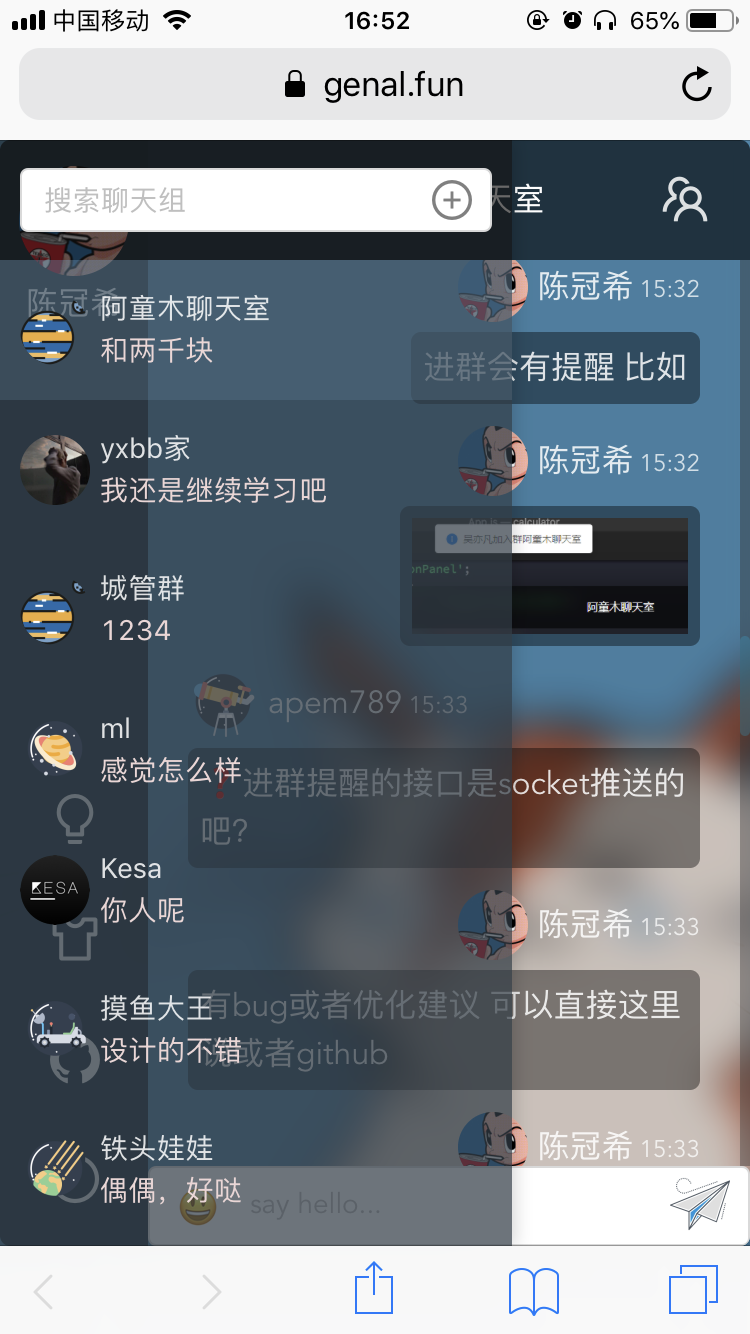 中国移动
16:52
65%
genal.fun
搜索聊天组
天室
陈冠希
阿童木聊天室
和两千块
yxbb家
我还是继续学习吧
城管群
1234
ml
感觉怎么样
Kesa
KESA
你人呢
摸鱼大王
设计的不错
铁头娃娃
偶偶，好哒
陈冠希 15:32
进群会有提醒 比如
陈冠希 15:32
App.js — calculator
吴亦凡加入群阿童木聊天室
onPanel';
阿童木聊天室
apem789 15:33
❓进群提醒的接口是socket推送的
吧?
陈冠希 15:33
有bug或者优化建议 可以直接这里
说或者github
陈冠希 15:33
say hello...